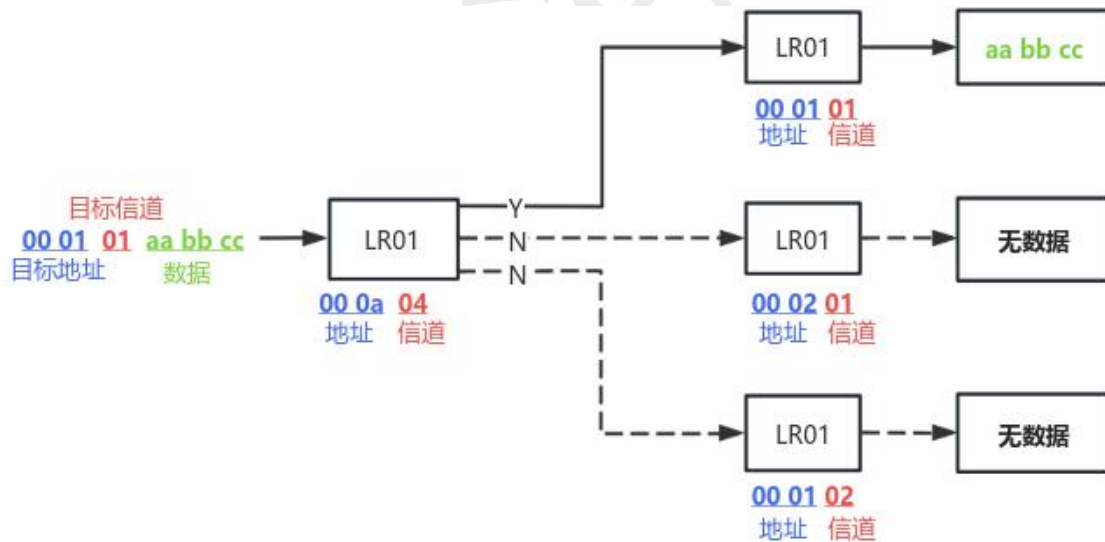 LR01
aa bb cc
00 01 01
地址 信道
目标信道
00 01 01 aa bb cc
目标地址 数据
LR01
00 0a 04
地址 信道
Y
N
N
LR01
无数据
00 02 01
地址 信道
LR01
无数据
00 01 02
地址 信道